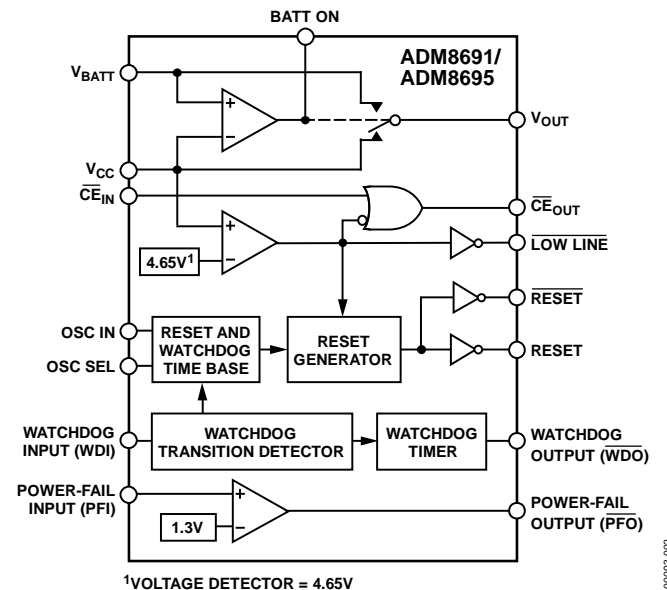 BATT ON
ADM8691/
ADM8695
VBATT
VOUT
VCC
CEIN
CEOUT
+
−
+
−
4.65V1
LOW LINE
RESET
OSC IN
OSC SEL
RESET AND
WATCHDOG
TIME BASE
RESET
GENERATOR
RESET
WATCHDOG
INPUT (WDI)
WATCHDOG
TRANSITION DETECTOR
WATCHDOG
TIMER
WATCHDOG
OUTPUT (WDO)
POWER-FAIL
INPUT (PFI)
+
−
1.3V
POWER-FAIL
OUTPUT (PFO)
1VOLTAGE DETECTOR = 4.65V